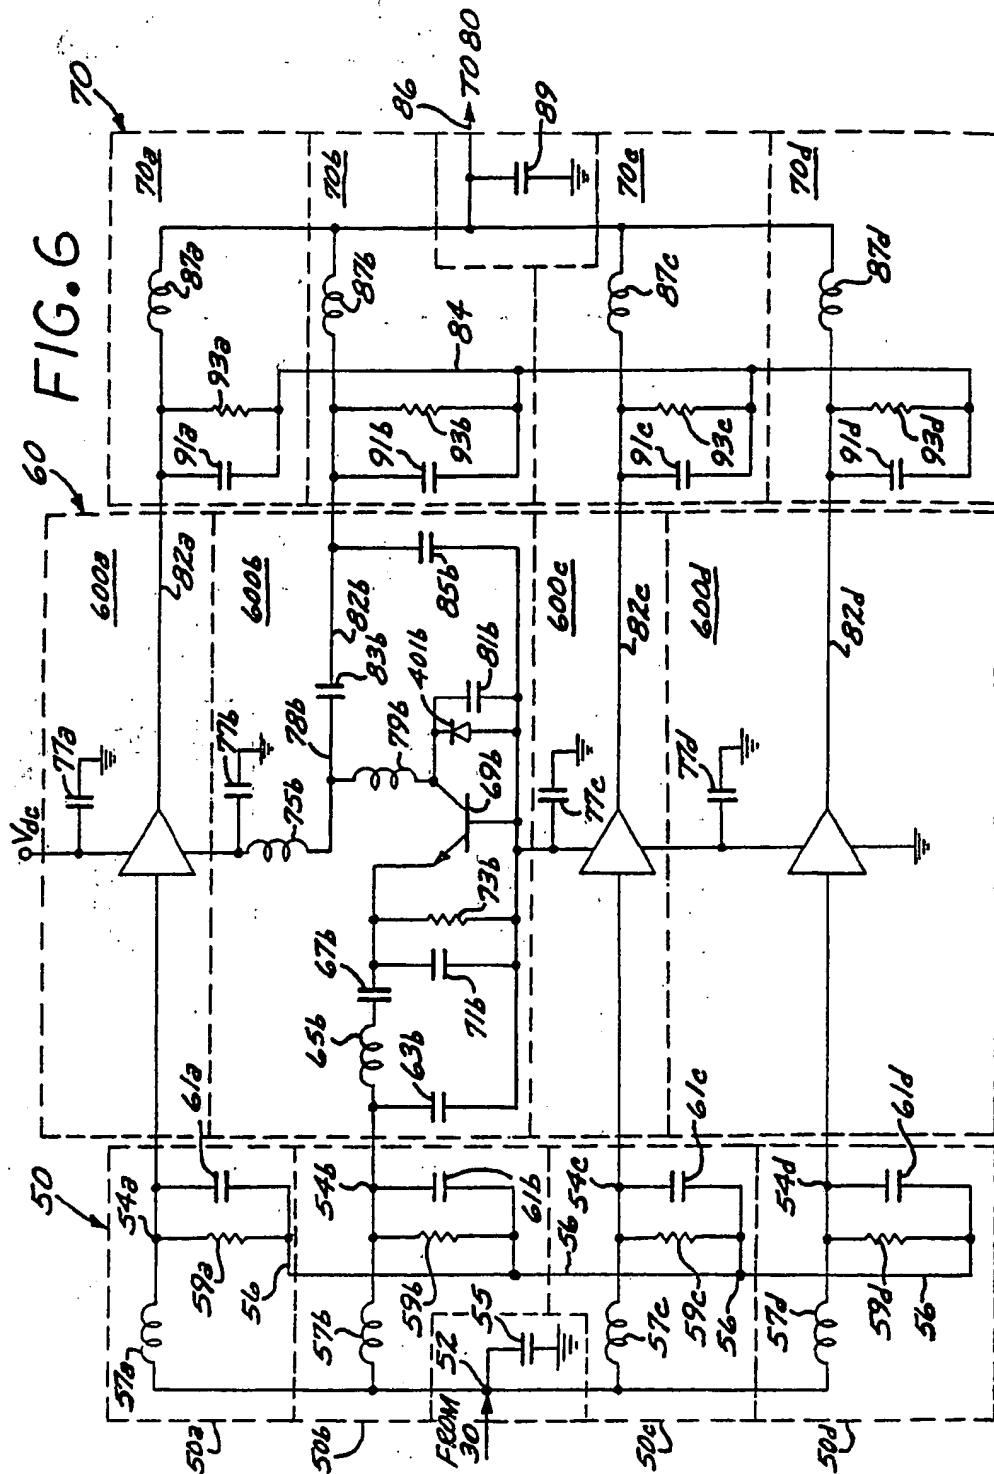 FIG. 6
50
60
70
600a
600b
600c
600d
70a
70b
70c
70d
50a
50b
50c
50d
Vdc
77a
77b
77c
77d
75b
78b
79b
83b
82a
82b
82c
82d
85b
401b
81b
69b
73b
71b
67b
65b
63b
61a
61b
61c
61d
54a
54b
54c
54d
59a
59b
59c
59d
56
56
56
56
57a
57b
57c
57d
55
52
FROM
30
91a
91b
91c
91d
93a
93b
93c
93d
84
87a
87b
87c
87d
86
TO 80
89